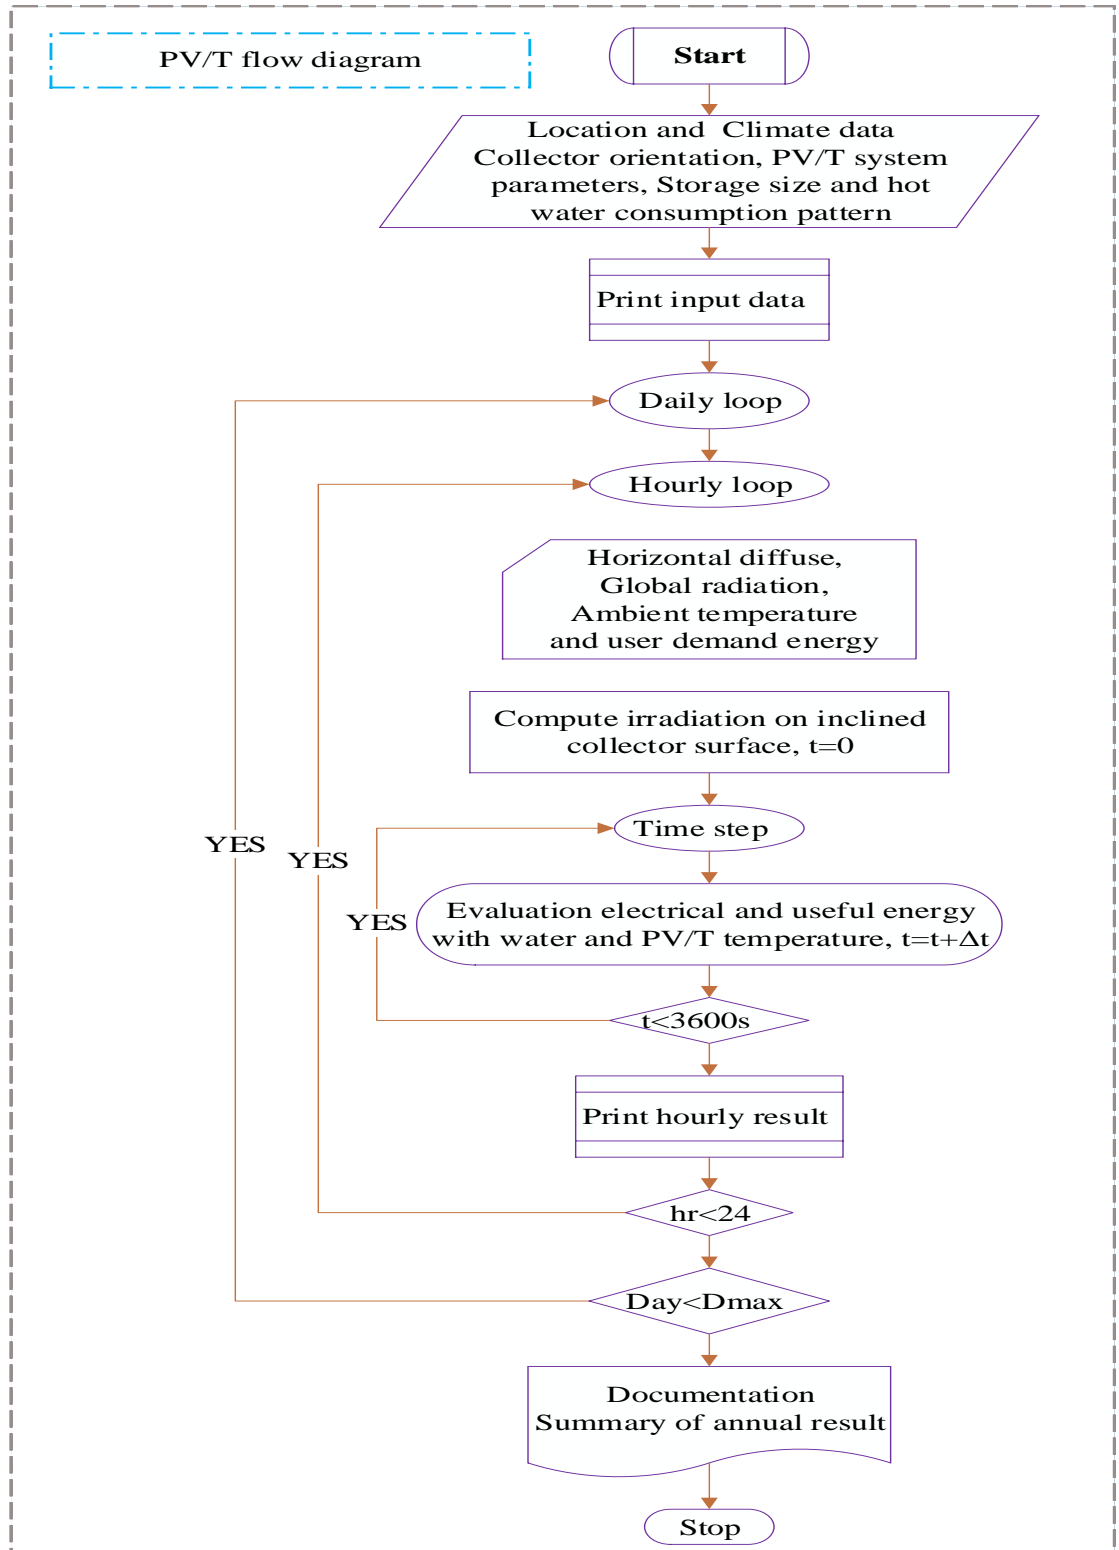 PV/T flow diagram
Start
Location and Climate data
Collector orientation, PV/T system
parameters, Storage size and hot
water consumption pattern
Print input data
Daily loop
Hourly loop
Horizontal diffuse,
Global radiation,
Ambient temperature
and user demand energy
Compute irradiation on inclined
collector surface, t=0
Time step
YES
YES
YES
Evaluation electrical and useful energy
with water and PV/T temperature, t=t+Δt
t<3600s
Print hourly result
hr<24
Day<Dmax
Documentation
Summary of annual result
Stop